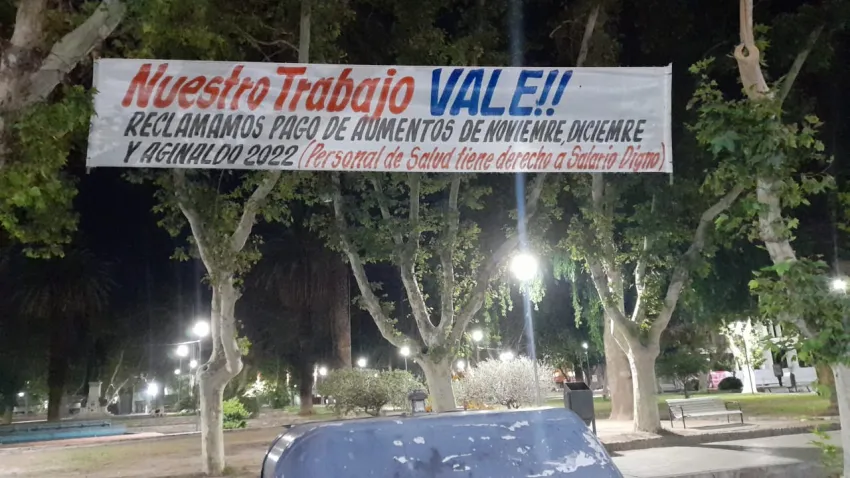 Nuestro Trabajo VALE!!
RECLAMAMOS PAGO DE AUMENTOS DE NOVIEMRE, DICIEMRE
Y AGINALDO 2022 (Personal de Salud tiene derecho a Salario Digno)